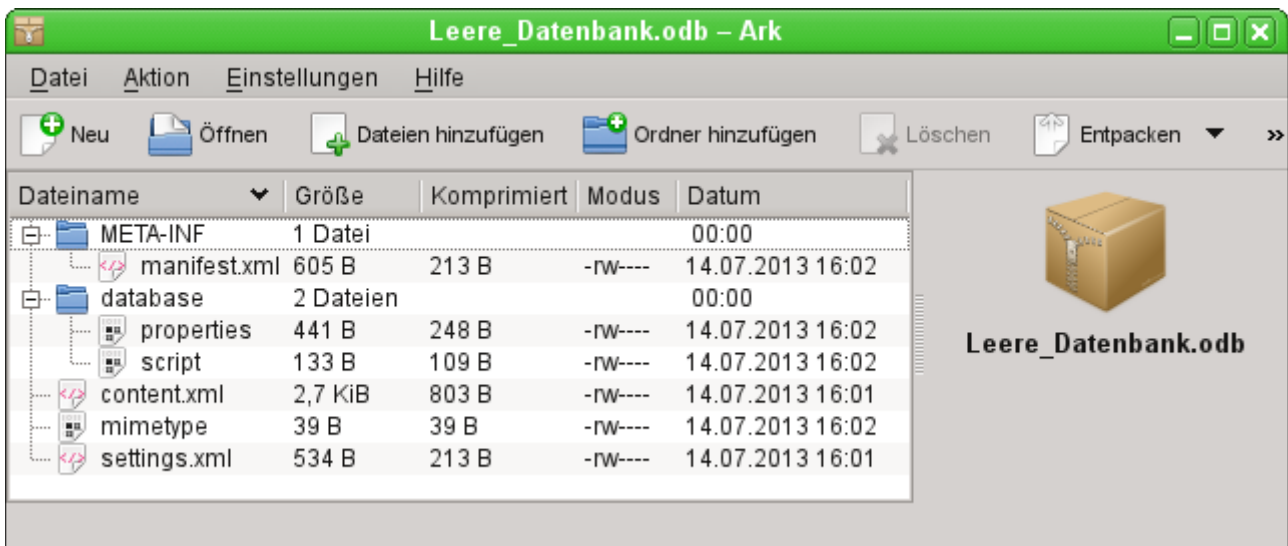 Leere_Datenbank.odb – Ark
Datei Aktion Einstellungen Hilfe
Neu Öffnen Dateien hinzufügen Ordner hinzufügen Löschen Entpacken »
Dateiname Größe Komprimiert Modus Datum
META-INF 1 Datei 00:00
manifest.xml 605 B 213 B -rw---- 14.07.2013 16:02
database 2 Dateien 00:00
properties 441 B 248 B -rw---- 14.07.2013 16:02
script 133 B 109 B -rw---- 14.07.2013 16:02
content.xml 2,7 KiB 803 B -rw---- 14.07.2013 16:01
mimetype 39 B 39 B -rw---- 14.07.2013 16:02
settings.xml 534 B 213 B -rw---- 14.07.2013 16:01
Leere_Datenbank.odb